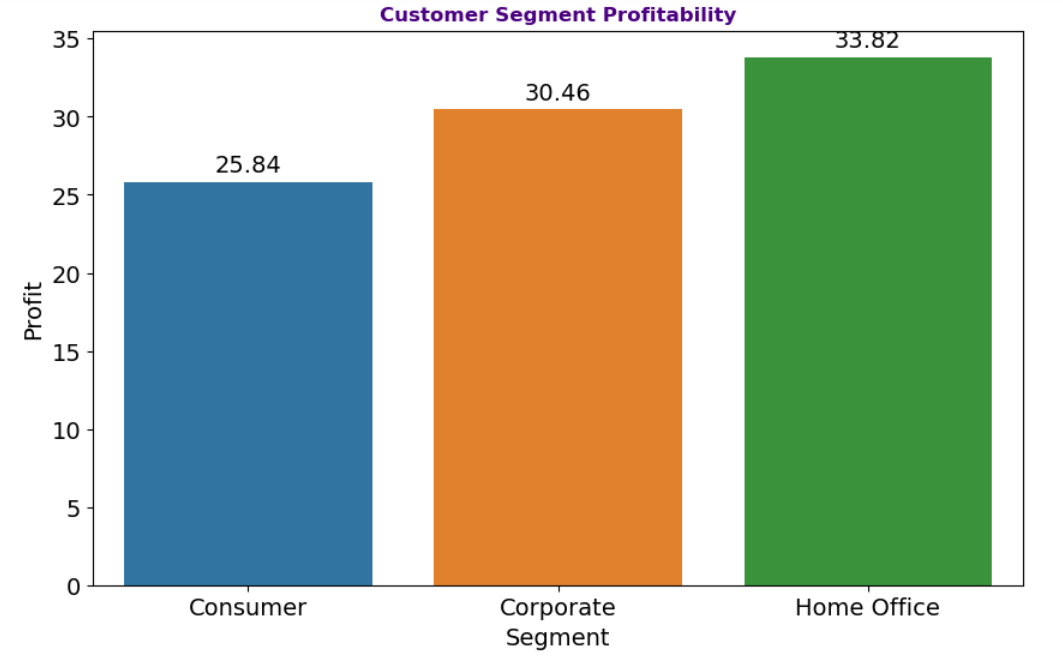 Customer Segment Profitability
35
30
25
20
15
10
5
0
Profit
25.84
30.46
33.82
Consumer
Corporate
Home Office
Segment